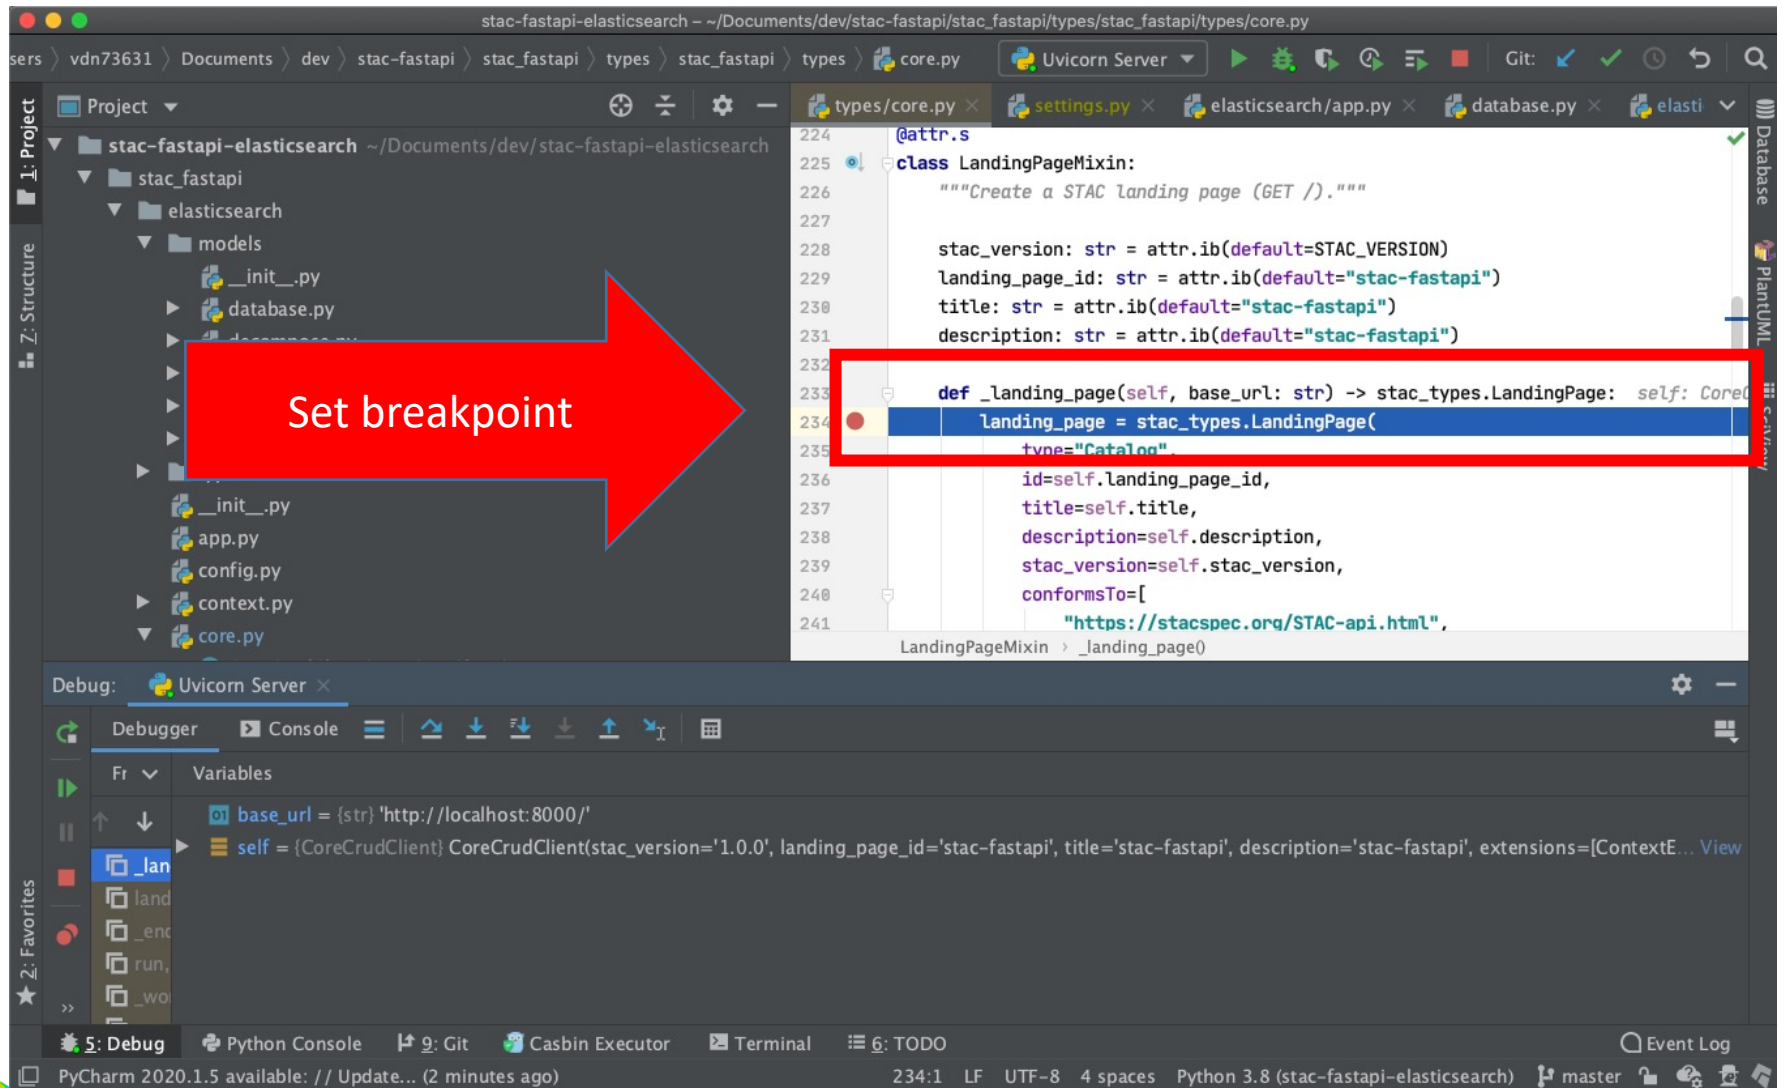 stac-fastapi-elasticsearch – ~/Documents/dev/stac-fastapi/stac_fastapi/types/stac_fastapi/types/core.py
sers vdn73631 Documents dev stac-fastapi stac_fastapi types stac_fastapi types core.py Uvicorn Server Git:
1: Project
Z: Structure
2: Favorites
Project
stac-fastapi-elasticsearch ~/Documents/dev/stac-fastapi-elasticsearch
stac_fastapi
elasticsearch
models
__init__.py
database.py
__init__.py
app.py
config.py
context.py
core.py
Set breakpoint
types/core.py settings.py elasticsearch/app.py database.py elasti
224 @attr.s
225 class LandingPageMixin:
226 """Create a STAC landing page (GET /)."""
227
228 stac_version: str = attr.ib(default=STAC_VERSION)
229 landing_page_id: str = attr.ib(default="stac-fastapi")
230 title: str = attr.ib(default="stac-fastapi")
231 description: str = attr.ib(default="stac-fastapi")
232
233 def _landing_page(self, base_url: str) -> stac_types.LandingPage: self: CoreC
234 landing_page = stac_types.LandingPage(
235 type="Catalog",
236 id=self.landing_page_id,
237 title=self.title,
238 description=self.description,
239 stac_version=self.stac_version,
240 conformsTo=[
241 "https://stacspec.org/STAC-api.html",
LandingPageMixin › _landing_page()
Database
PlantUML
SciView
Debug: Uvicorn Server
Debugger Console
Fr Variables
base_url = {str} 'http://localhost:8000/'
self = {CoreCrudClient} CoreCrudClient(stac_version='1.0.0', landing_page_id='stac-fastapi', title='stac-fastapi', description='stac-fastapi', extensions=[ContextE... View
_lan
land
_end
run,
_wo
5: Debug Python Console 9: Git Casbin Executor Terminal 6: TODO Event Log
PyCharm 2020.1.5 available: // Update... (2 minutes ago) 234:1 LF UTF-8 4 spaces Python 3.8 (stac-fastapi-elasticsearch) master